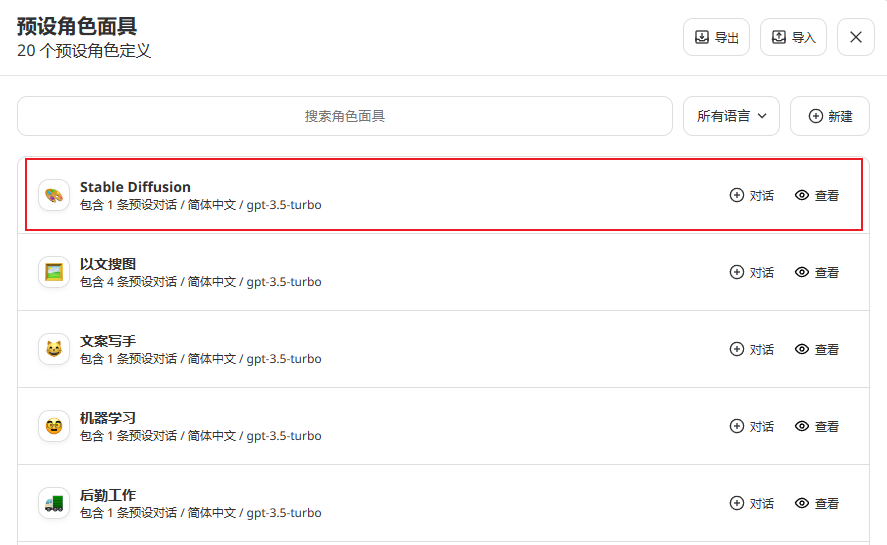 预设角色面具
20 个预设角色定义
导出
导入
搜索角色面具
所有语言
新建
Stable Diffusion
包含 1 条预设对话 / 简体中文 / gpt-3.5-turbo
对话
查看
以文搜图
包含 4 条预设对话 / 简体中文 / gpt-3.5-turbo
对话
查看
文案写手
包含 1 条预设对话 / 简体中文 / gpt-3.5-turbo
对话
查看
机器学习
包含 1 条预设对话 / 简体中文 / gpt-3.5-turbo
对话
查看
后勤工作
包含 1 条预设对话 / 简体中文 / gpt-3.5-turbo
对话
查看